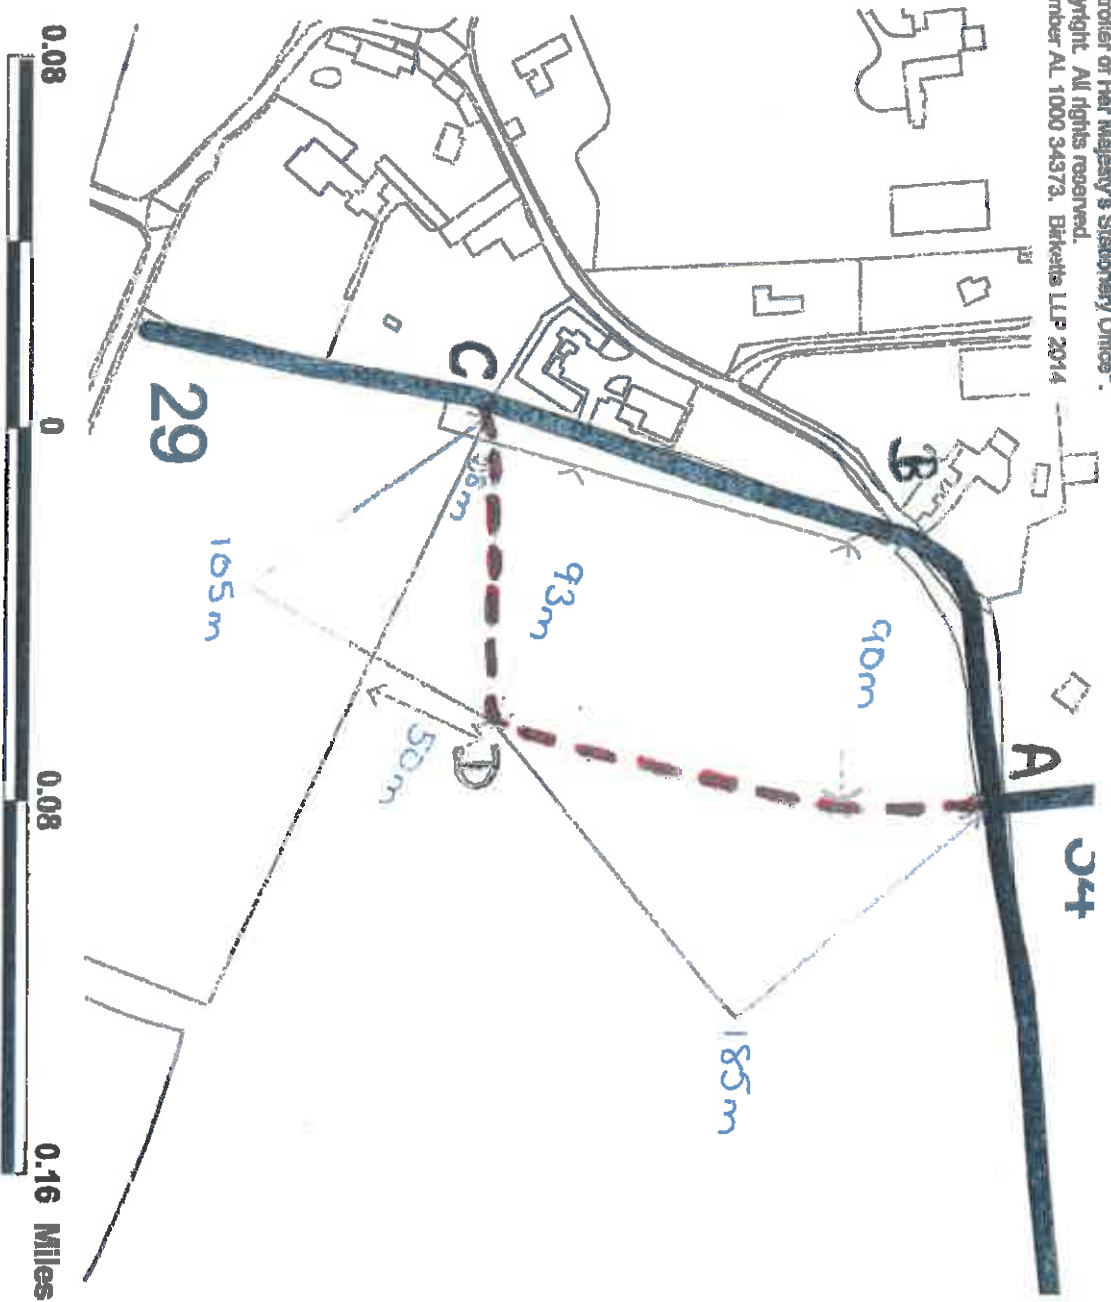 of Her Majesty's Stationery Office".
yright. All rights reserved.
mber AL 1000 34373. Birketts LLP 2014
34
A
B
185m
90m
93m
C
D
50m
105m
29
0.08
0
0.08
0.16 Miles